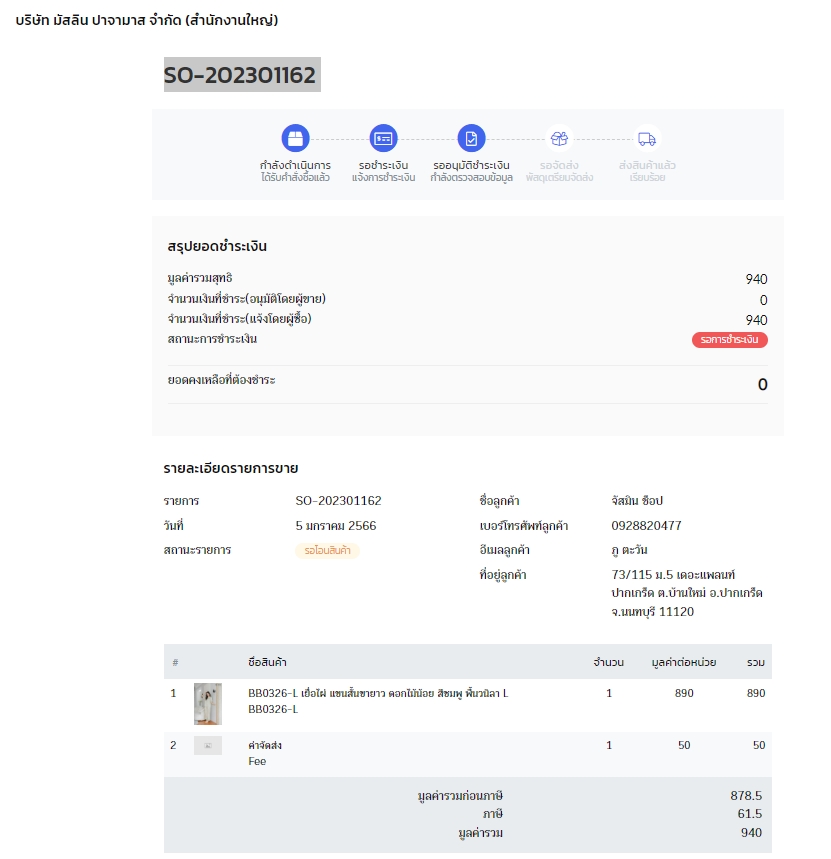 บริษัท มัสลิน ปาจามาส จำกัด (สำนักงานใหญ่)
SO-202301162
กำลังดำเนินการ
ได้รับคำสั่งซื้อแล้ว
รอชำระเงิน
แจ้งการชำระเงิน
รออนุมัติชำระเงิน
กำลังตรวจสอบข้อมูล
รอจัดส่ง
พัสดุเตรียมจัดส่ง
ส่งสินค้าแล้ว
เรียบร้อย
สรุปยอดชำระเงิน
มูลค่ารวมสุทธิ 940
จำนวนเงินที่ชำระ(อนุมัติโดยผู้ขาย) 0
จำนวนเงินที่ชำระ(แจ้งโดยผู้ซื้อ) 940
สถานะการชำระเงิน รอการชำระเงิน
ยอดคงเหลือที่ต้องชำระ 0
รายละเอียดรายการขาย
รายการ SO-202301162
วันที่ 5 มกราคม 2566
สถานะรายการ รอโอนสินค้า
ชื่อลูกค้า จัสมิน ช็อป
เบอร์โทรศัพท์ลูกค้า 0928820477
อีเมลลูกค้า ภู ตะวัน
ที่อยู่ลูกค้า 73/115 ม.5 เดอะแพลนท์
ปากเกร็ด ต.บ้านใหม่ อ.ปากเกร็ด
จ.นนทบุรี 11120
# ชื่อสินค้า จำนวน มูลค่าต่อหน่วย รวม
1 BB0326-L เยื่อไผ่ แขนสั้นขายาว ดอกไม้น้อย สีชมพู พื้นวนิลา L 1 890 890
BB0326-L
2 ค่าจัดส่ง 1 50 50
Fee
มูลค่ารวมก่อนภาษี 878.5
ภาษี 61.5
มูลค่ารวม 940